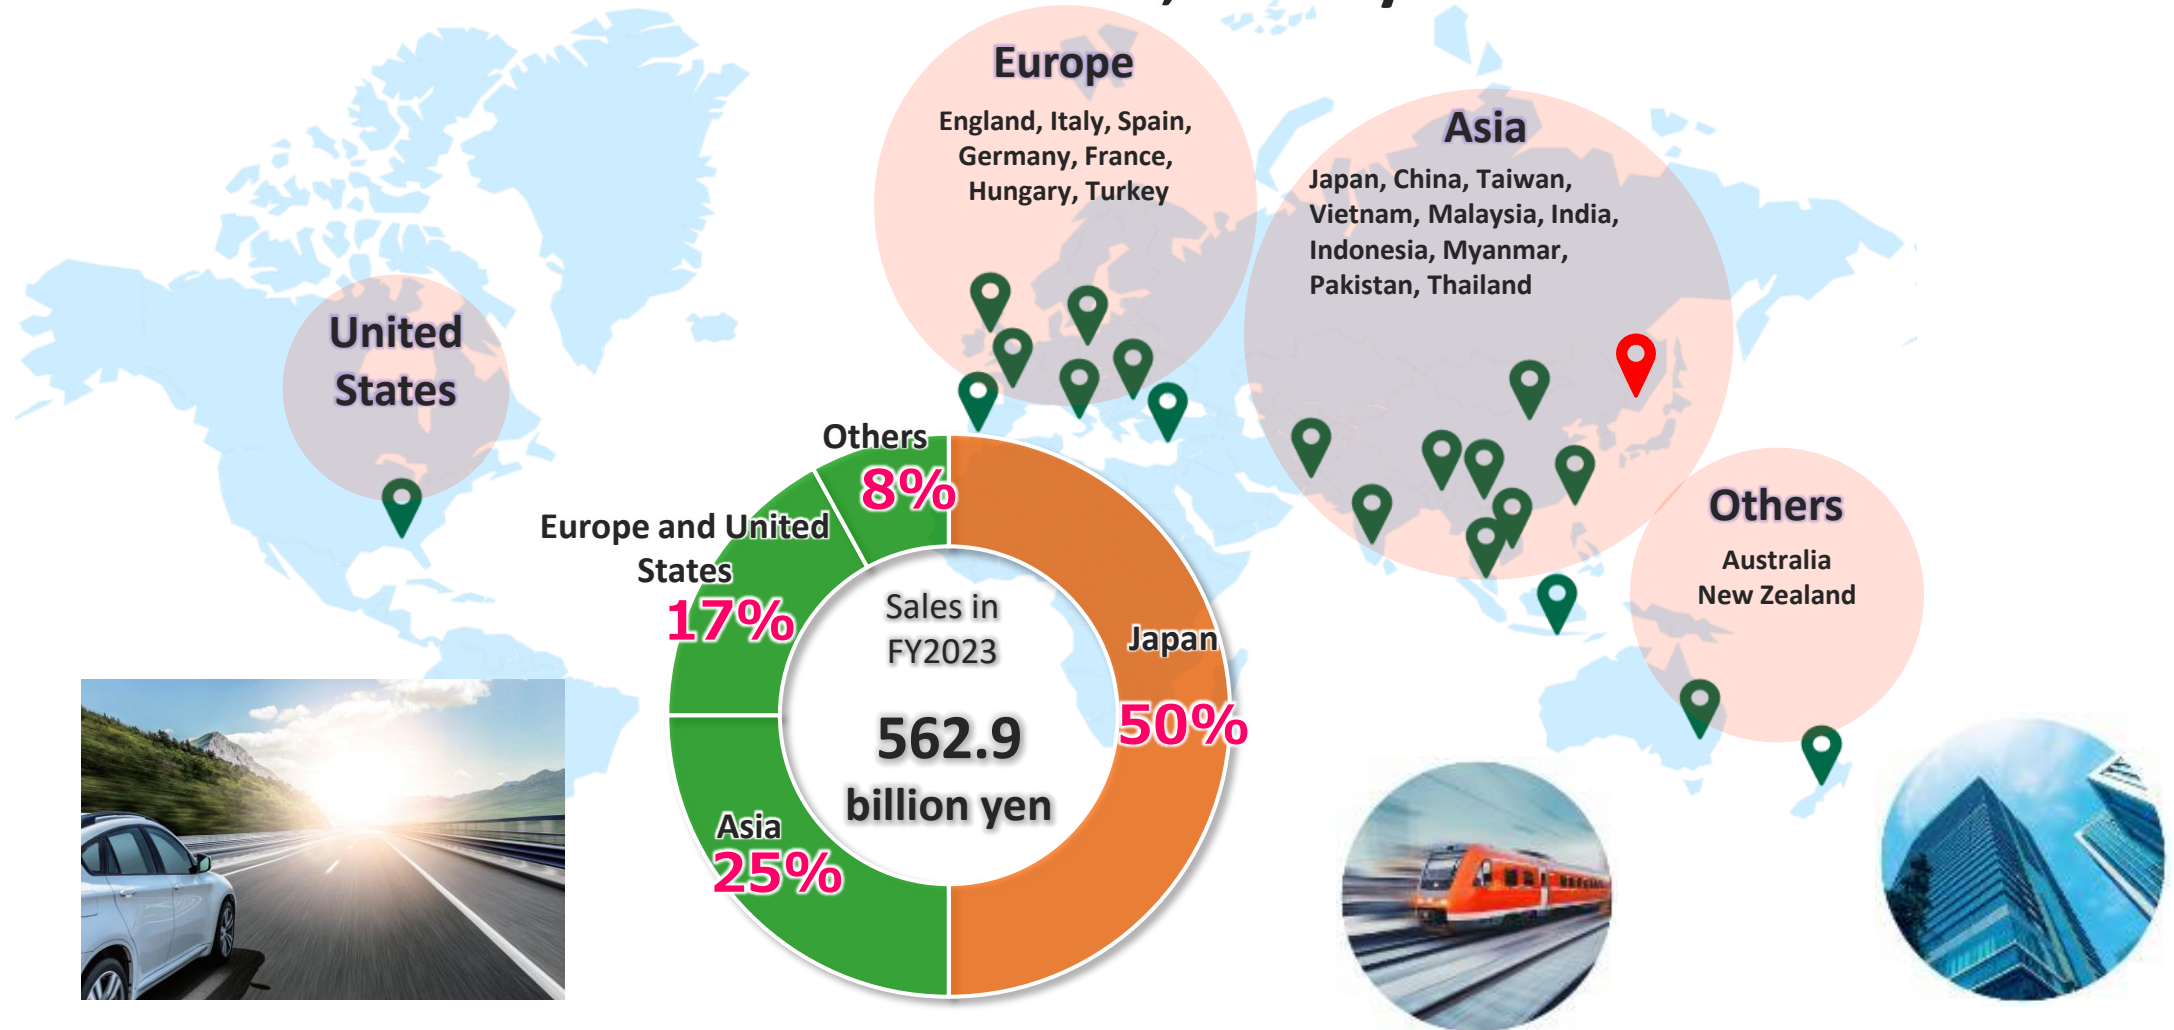 Europe
England, Italy, Spain,
Germany, France,
Hungary, Turkey
Asia
Japan, China, Taiwan,
Vietnam, Malaysia, India,
Indonesia, Myanmar,
Pakistan, Thailand
United
States
Others
Australia
New Zealand
Others
8%
Europe and United
States
17%
Asia
25%
Japan
50%
Sales in
FY2023
562.9
billion yen